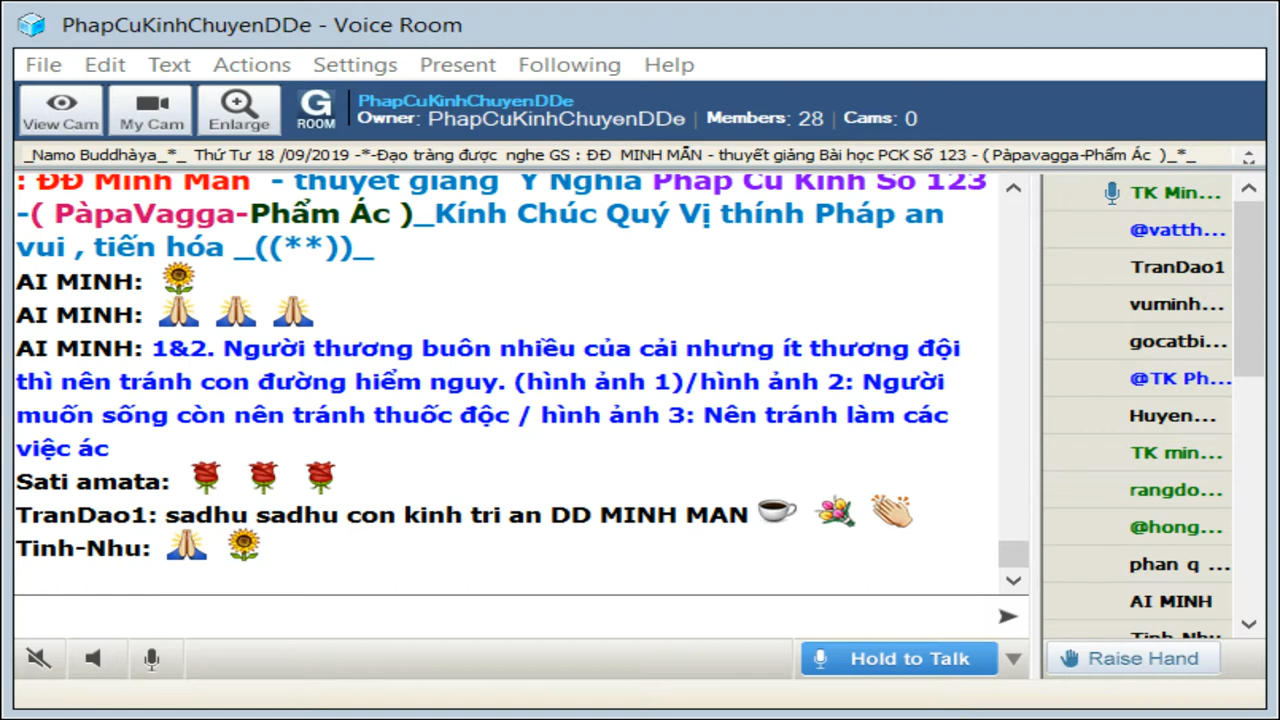 PhapCuKinhChuyenDDe - Voice Room
File Edit Text Actions Settings Present Following Help
View Cam My Cam Enlarge G ROOM
PhapCuKinhChuyenDDe
Owner: PhapCuKinhChuyenDDe | Members: 28 | Cams: 0
_Namo Buddhàya_*_ Thứ Tư 18 /09/2019 -*-Đạo tràng được nghe GS : ĐĐ MINH MẪN - thuyết giảng Bài học PCK Số 123 - ( Pàpavagga-Phẩm Ác )_*_
: ĐĐ Minh Mẫn - thuyết giảng Ý Nghĩa Pháp Cú Kinh Số 123
-( PàpaVagga-Phẩm Ác )_Kính Chúc Quý Vị thính Pháp an
vui , tiến hóa _((**))_
AI MINH:
AI MINH:
AI MINH: 1&2. Người thương buôn nhiều của cải nhưng ít thương đội
thì nên tránh con đường hiểm nguy. (hình ảnh 1)/hình ảnh 2: Người
muốn sống còn nên tránh thuốc độc / hình ảnh 3: Nên tránh làm các
việc ác
Sati amata:
TranDao1: sadhu sadhu con kinh tri an DD MINH MAN
Tinh-Nhu:
TK Min...
@vatth...
TranDao1
vuminh...
gocatbi...
@TK Ph...
Huyen...
TK min...
rangdo...
@hong...
phan q ...
AI MINH
Tinh-Nhu
Hold to Talk
Raise Hand